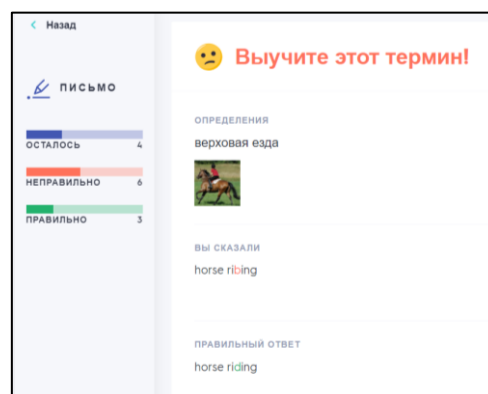 Назад
ПИСЬМО
ОСТАЛОСЬ 4
НЕПРАВИЛЬНО 6
ПРАВИЛЬНО 3
Выучите этот термин!
ОПРЕДЕЛЕНИЯ
верховая езда
ВЫ СКАЗАЛИ
horse ribing
ПРАВИЛЬНЫЙ ОТВЕТ
horse riding